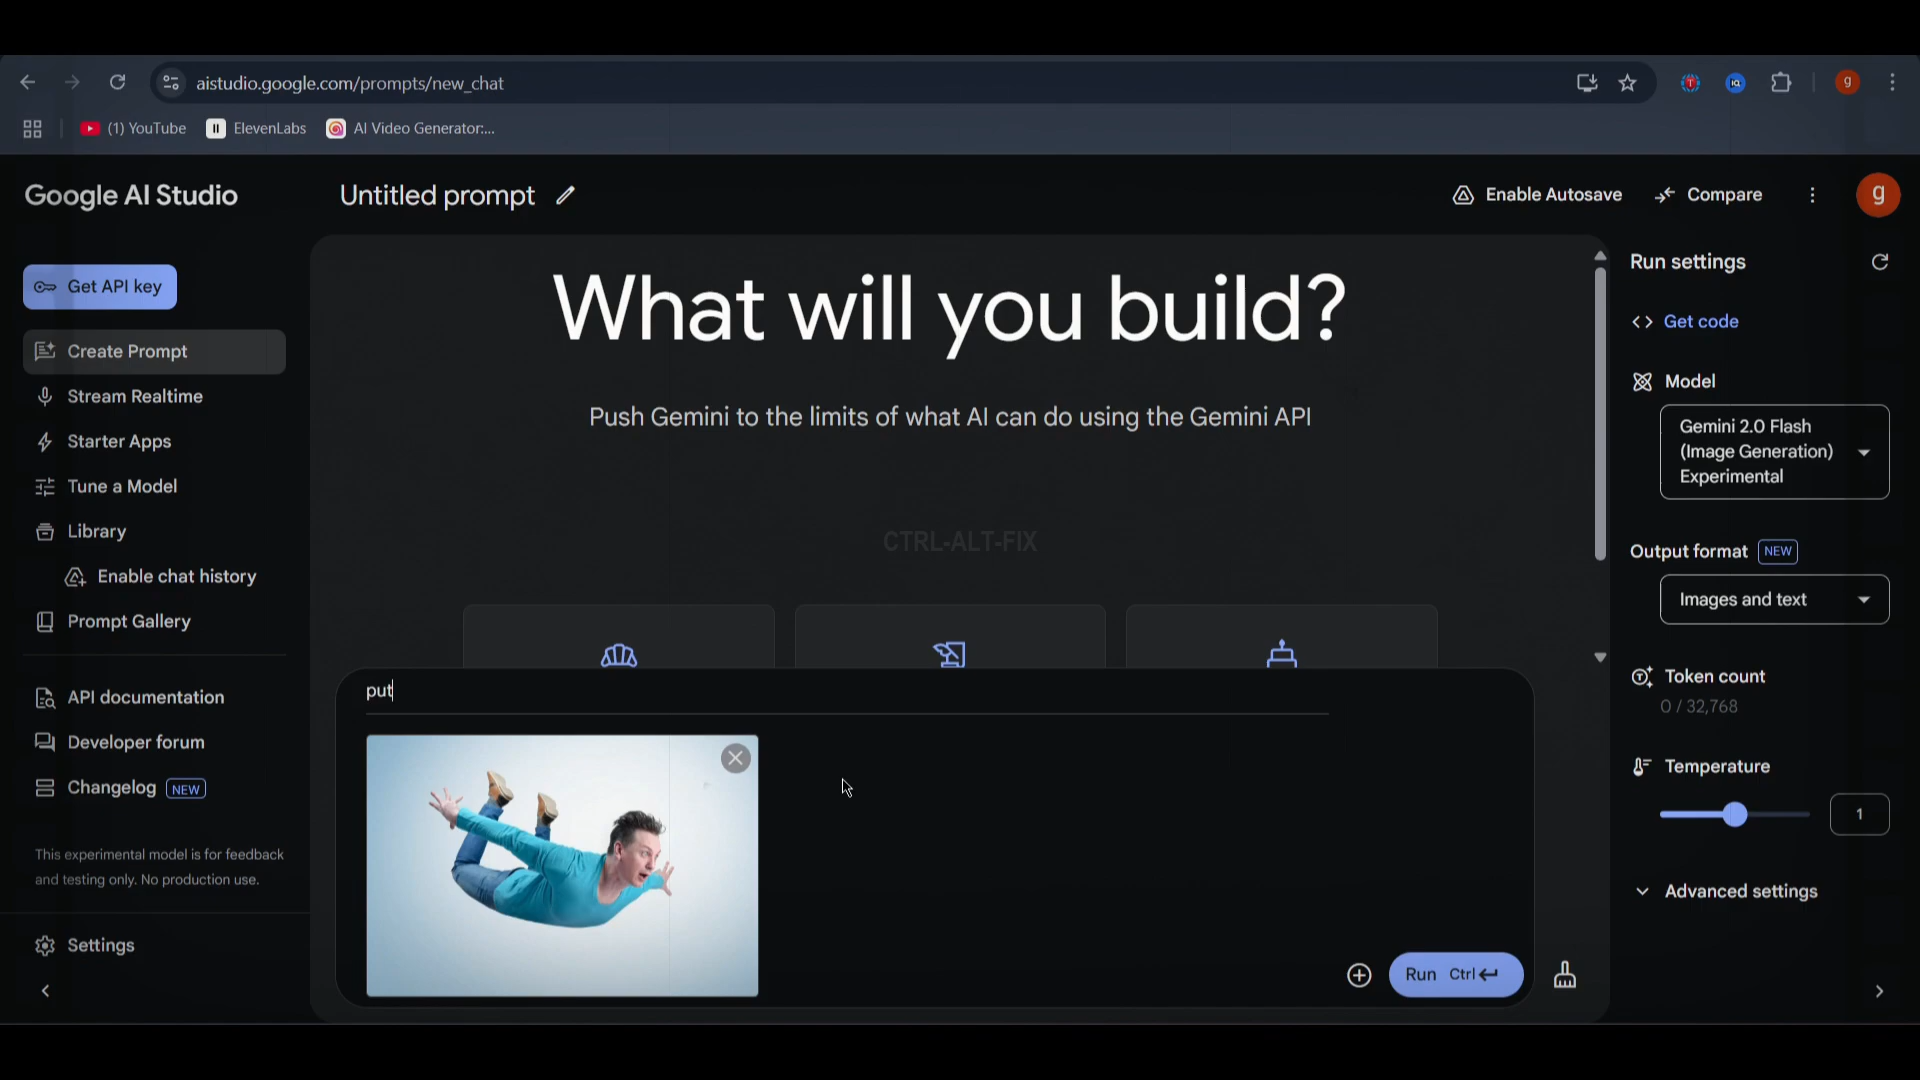 aistudio.google.com/prompts/new_chat
g
(1) YouTube
ElevenLabs
AI Video Generator:...
Google AI Studio
Untitled prompt
Enable Autosave
Compare
g
Get API key
Create Prompt
Stream Realtime
Starter Apps
Tune a Model
Library
Enable chat history
Prompt Gallery
API documentation
Developer forum
Changelog NEW
This experimental model is for feedback
and testing only. No production use.
Settings
What will you build?
Push Gemini to the limits of what AI can do using the Gemini API
CTRL-ALT-FIX
put
Run Ctrl
Run settings
Get code
Model
Gemini 2.0 Flash
(Image Generation)
Experimental
Output format NEW
Images and text
Token count
0 / 32,768
Temperature
1
Advanced settings